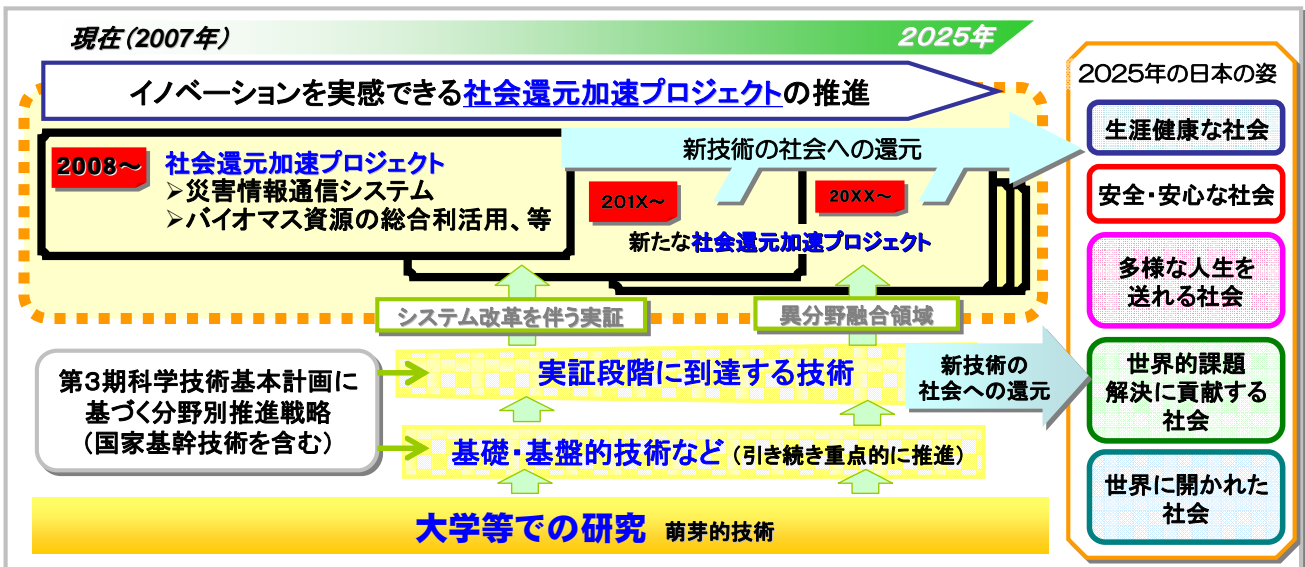 現在（2007年）
2025年
イノベーションを実感できる社会還元加速プロジェクトの推進
新技術の社会への還元
2008～ 社会還元加速プロジェクト
➢災害情報通信システム
➢バイオマス資源の総合利活用、等
201X～
20XX～
新たな社会還元加速プロジェクト
システム改革を伴う実証
異分野融合領域
第3期科学技術基本計画に
基づく分野別推進戦略
（国家基幹技術を含む）
実証段階に到達する技術
新技術の
社会への還元
基礎・基盤的技術など（引き続き重点的に推進）
大学等での研究 萌芽的技術
2025年の日本の姿
生涯健康な社会
安全・安心な社会
多様な人生を
送れる社会
世界的課題
解決に貢献する
社会
世界に開かれた
社会